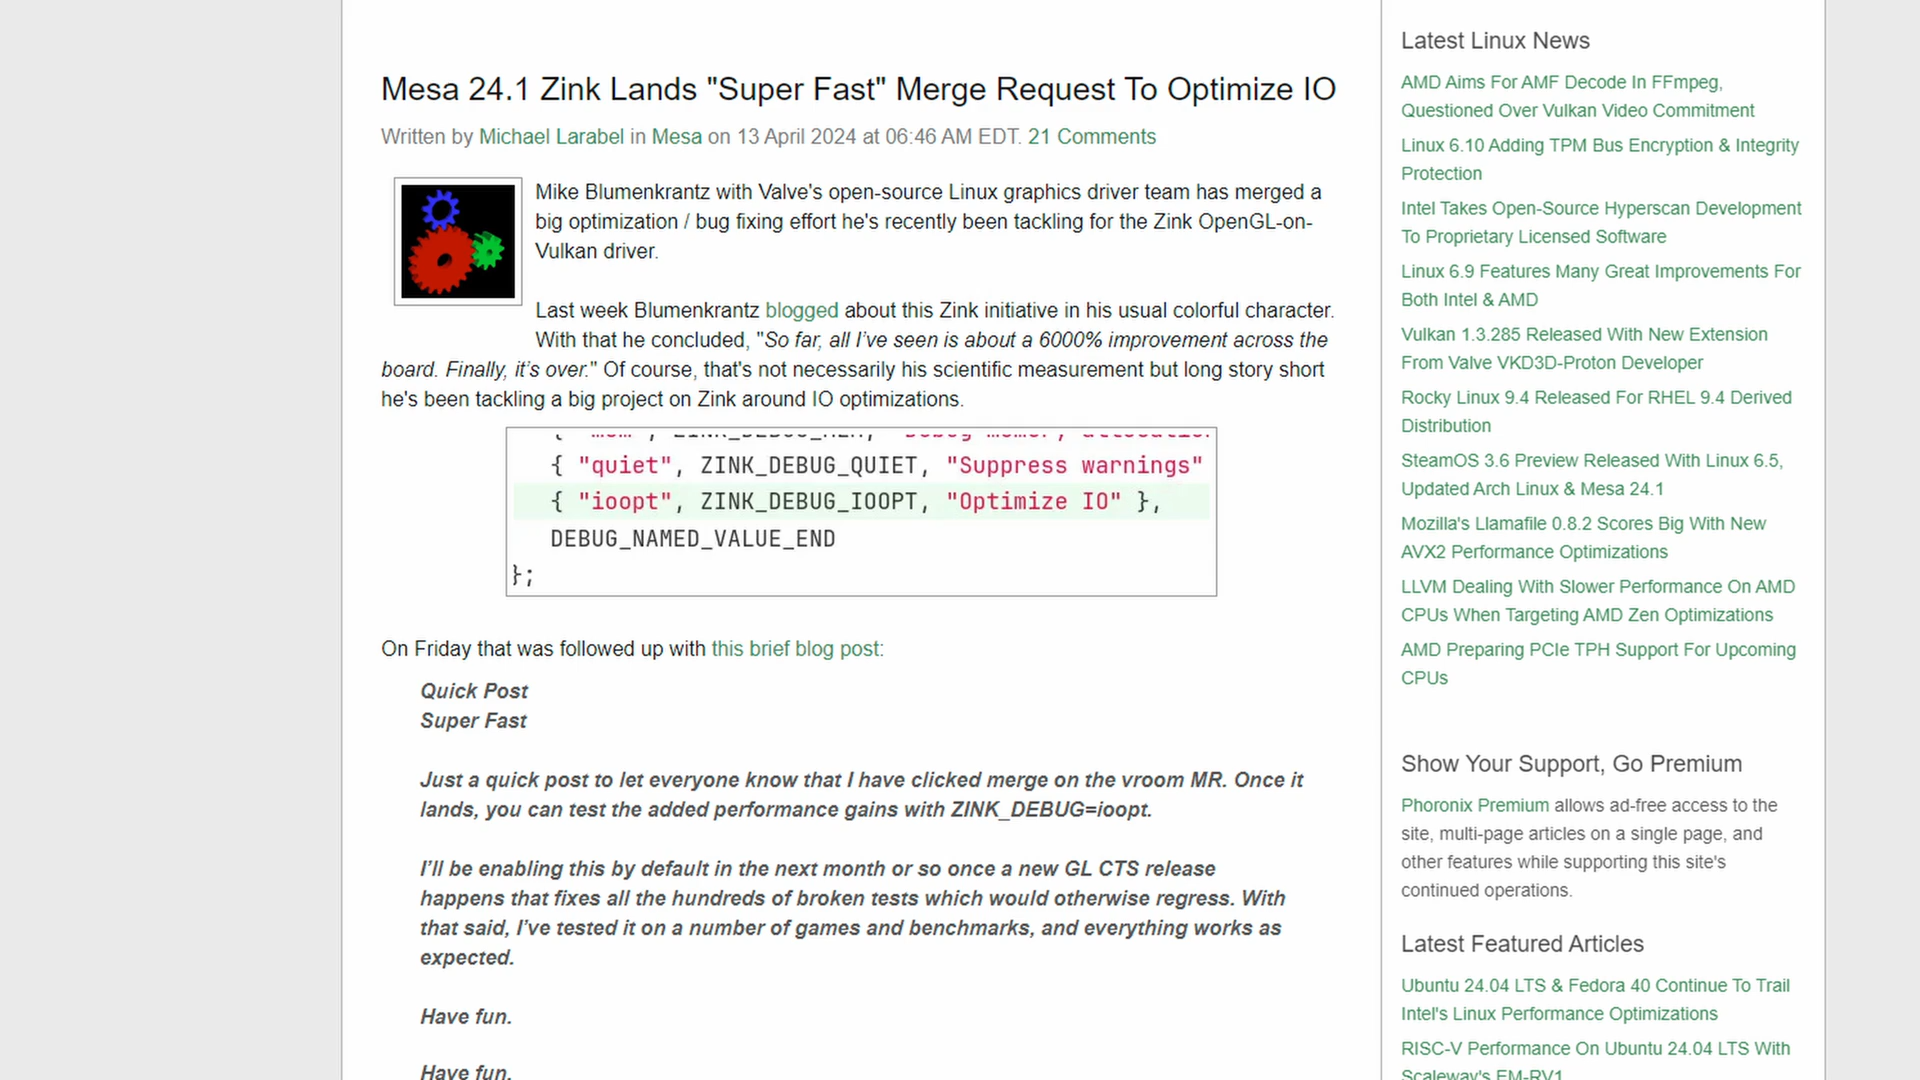 Mesa 24.1 Zink Lands "Super Fast" Merge Request To Optimize IO
Written by Michael Larabel in Mesa on 13 April 2024 at 06:46 AM EDT. 21 Comments
Mike Blumenkrantz with Valve's open-source Linux graphics driver team has merged a
big optimization / bug fixing effort he's recently been tackling for the Zink OpenGL-on-
Vulkan driver.
Last week Blumenkrantz blogged about this Zink initiative in his usual colorful character.
With that he concluded, "So far, all I've seen is about a 6000% improvement across the
board. Finally, it's over." Of course, that's not necessarily his scientific measurement but long story short
he's been tackling a big project on Zink around IO optimizations.
{ "mem", ZINK_DEBUG_MEM, "Debug memory allocatio
{ "quiet", ZINK_DEBUG_QUIET, "Suppress warnings"
{ "ioopt", ZINK_DEBUG_IOOPT, "Optimize IO" },
DEBUG_NAMED_VALUE_END
};
On Friday that was followed up with this brief blog post:
Quick Post
Super Fast
Just a quick post to let everyone know that I have clicked merge on the vroom MR. Once it
lands, you can test the added performance gains with ZINK_DEBUG=ioopt.
I'll be enabling this by default in the next month or so once a new GL CTS release
happens that fixes all the hundreds of broken tests which would otherwise regress. With
that said, I've tested it on a number of games and benchmarks, and everything works as
expected.
Have fun.
Have fun.
Latest Linux News
AMD Aims For AMF Decode In FFmpeg,
Questioned Over Vulkan Video Commitment
Linux 6.10 Adding TPM Bus Encryption & Integrity
Protection
Intel Takes Open-Source Hyperscan Development
To Proprietary Licensed Software
Linux 6.9 Features Many Great Improvements For
Both Intel & AMD
Vulkan 1.3.285 Released With New Extension
From Valve VKD3D-Proton Developer
Rocky Linux 9.4 Released For RHEL 9.4 Derived
Distribution
SteamOS 3.6 Preview Released With Linux 6.5,
Updated Arch Linux & Mesa 24.1
Mozilla's Llamafile 0.8.2 Scores Big With New
AVX2 Performance Optimizations
LLVM Dealing With Slower Performance On AMD
CPUs When Targeting AMD Zen Optimizations
AMD Preparing PCIe TPH Support For Upcoming
CPUs
Show Your Support, Go Premium
Phoronix Premium allows ad-free access to the
site, multi-page articles on a single page, and
other features while supporting this site's
continued operations.
Latest Featured Articles
Ubuntu 24.04 LTS & Fedora 40 Continue To Trail
Intel's Linux Performance Optimizations
RISC-V Performance On Ubuntu 24.04 LTS With
Scaleway's EM-RV1